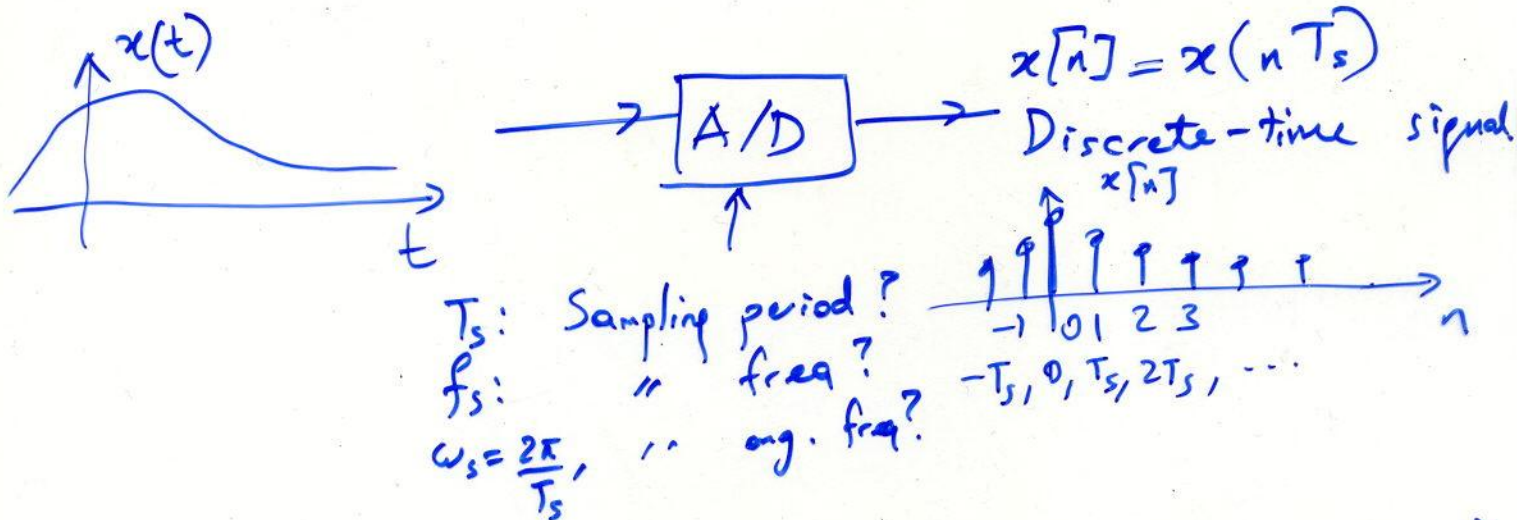 x(t)
t
A/D
x[n] = x(nTₛ)
Discrete-time signal
x[n]
-1 0 1 2 3
n
-Tₛ, 0, Tₛ, 2Tₛ, ...
Tₛ: Sampling period?
fₛ: " freq?
ωₛ = 2π/Tₛ, " ang. freq?